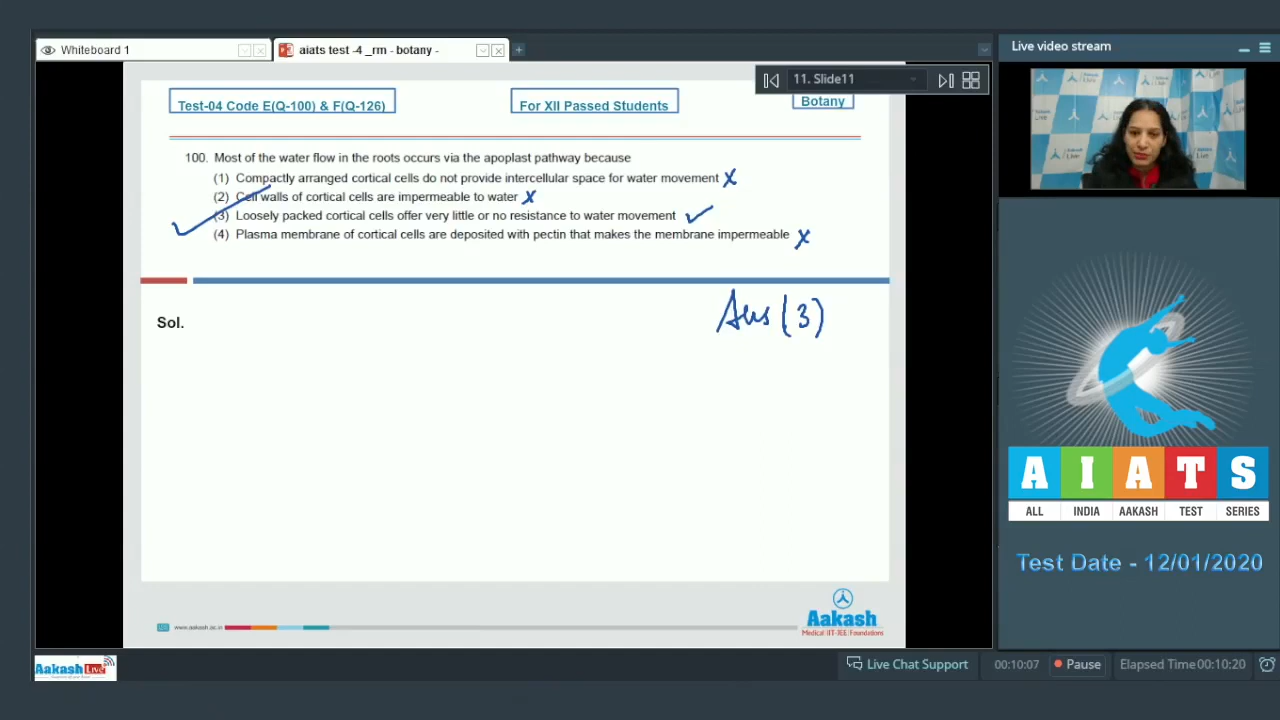 Whiteboard 1
aiats test -4 _rm - botany -
Live video stream
11. Slide11
Test-04 Code E(Q-100) & F(Q-126)
For XII Passed Students
Botany
100. Most of the water flow in the roots occurs via the apoplast pathway because
(1) Compactly arranged cortical cells do not provide intercellular space for water movement
(2) Cell walls of cortical cells are impermeable to water
(3) Loosely packed cortical cells offer very little or no resistance to water movement
(4) Plasma membrane of cortical cells are deposited with pectin that makes the membrane impermeable
Ans (3)
Sol.
A I A T S
ALL INDIA AAKASH TEST SERIES
Test Date - 12/01/2020
www.aakash.ac.in
Aakash
Medical | IIT-JEE | Foundations
Aakash Live
Live Chat Support
00:10:07
Pause
Elapsed Time 00:10:20